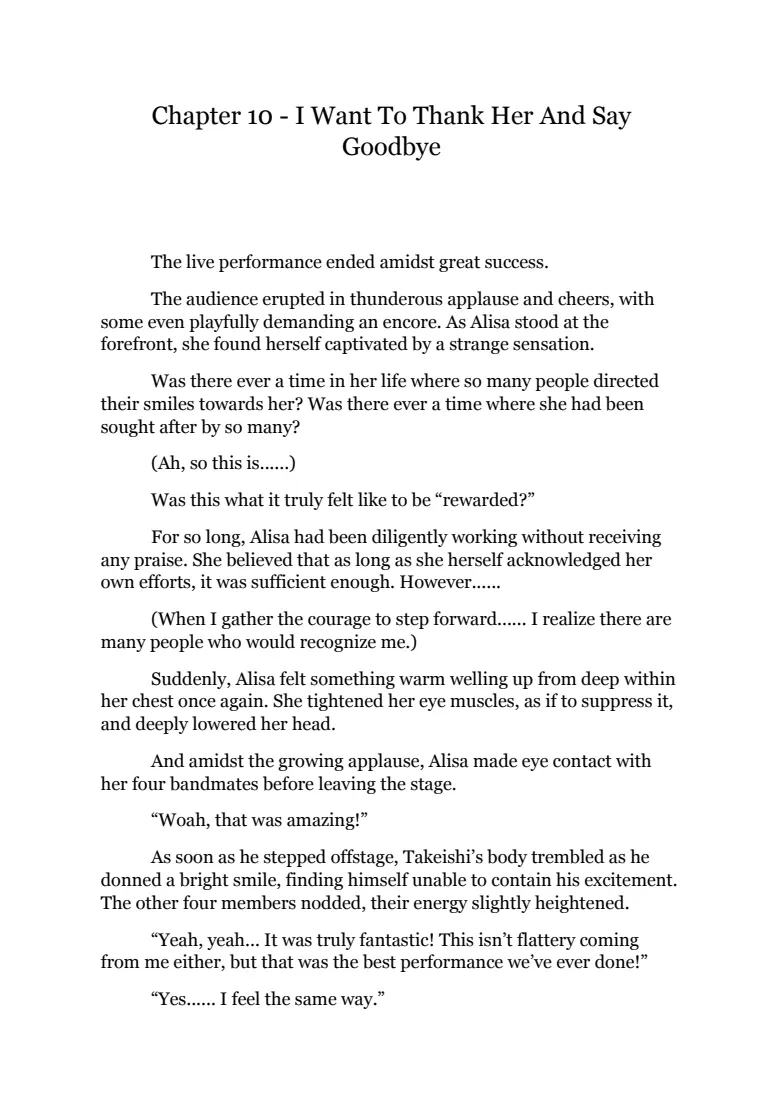 Chapter 10 - I Want To Thank Her And Say
Goodbye
The live performance ended amidst great success.
The audience erupted in thunderous applause and cheers, with
some even playfully demanding an encore. As Alisa stood at the
forefront, she found herself captivated by a strange sensation.
Was there ever a time in her life where so many people directed
their smiles towards her? Was there ever a time where she had been
sought after by so many?
(Ah, so this is......)
Was this what it truly felt like to be “rewarded?”
For so long, Alisa had been diligently working without receiving
any praise. She believed that as long as she herself acknowledged her
own efforts, it was sufficient enough. However......
(When I gather the courage to step forward...... I realize there are
many people who would recognize me.)
Suddenly, Alisa felt something warm welling up from deep within
her chest once again. She tightened her eye muscles, as if to suppress it,
and deeply lowered her head.
And amidst the growing applause, Alisa made eye contact with
her four bandmates before leaving the stage.
“Woah, that was amazing!”
As soon as he stepped offstage, Takeishi’s body trembled as he
donned a bright smile, finding himself unable to contain his excitement.
The other four members nodded, their energy slightly heightened.
“Yeah, yeah... It was truly fantastic! This isn’t flattery coming
from me either, but that was the best performance we’ve ever done!”
“Yes...... I feel the same way.”